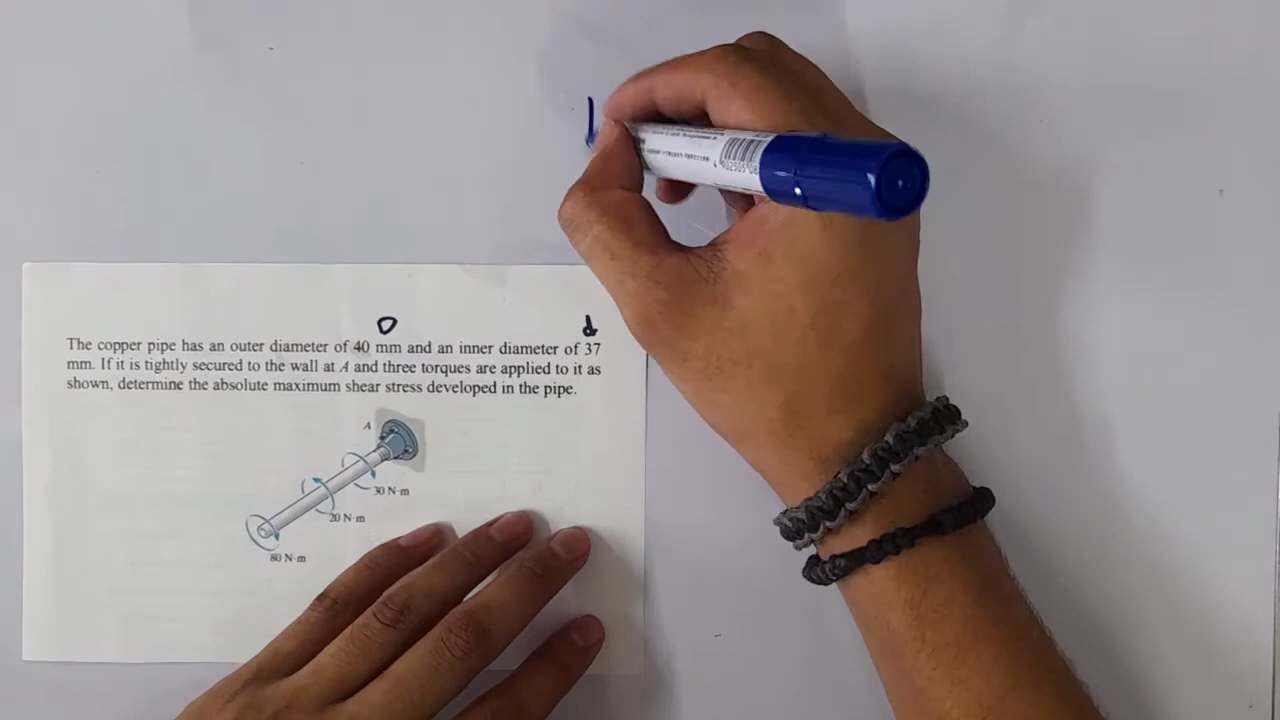 D
d
The copper pipe has an outer diameter of 40 mm and an inner diameter of 37
mm. If it is tightly secured to the wall at A and three torques are applied to it as
shown, determine the absolute maximum shear stress developed in the pipe.
A
30 N·m
20 N·m
80 N·m